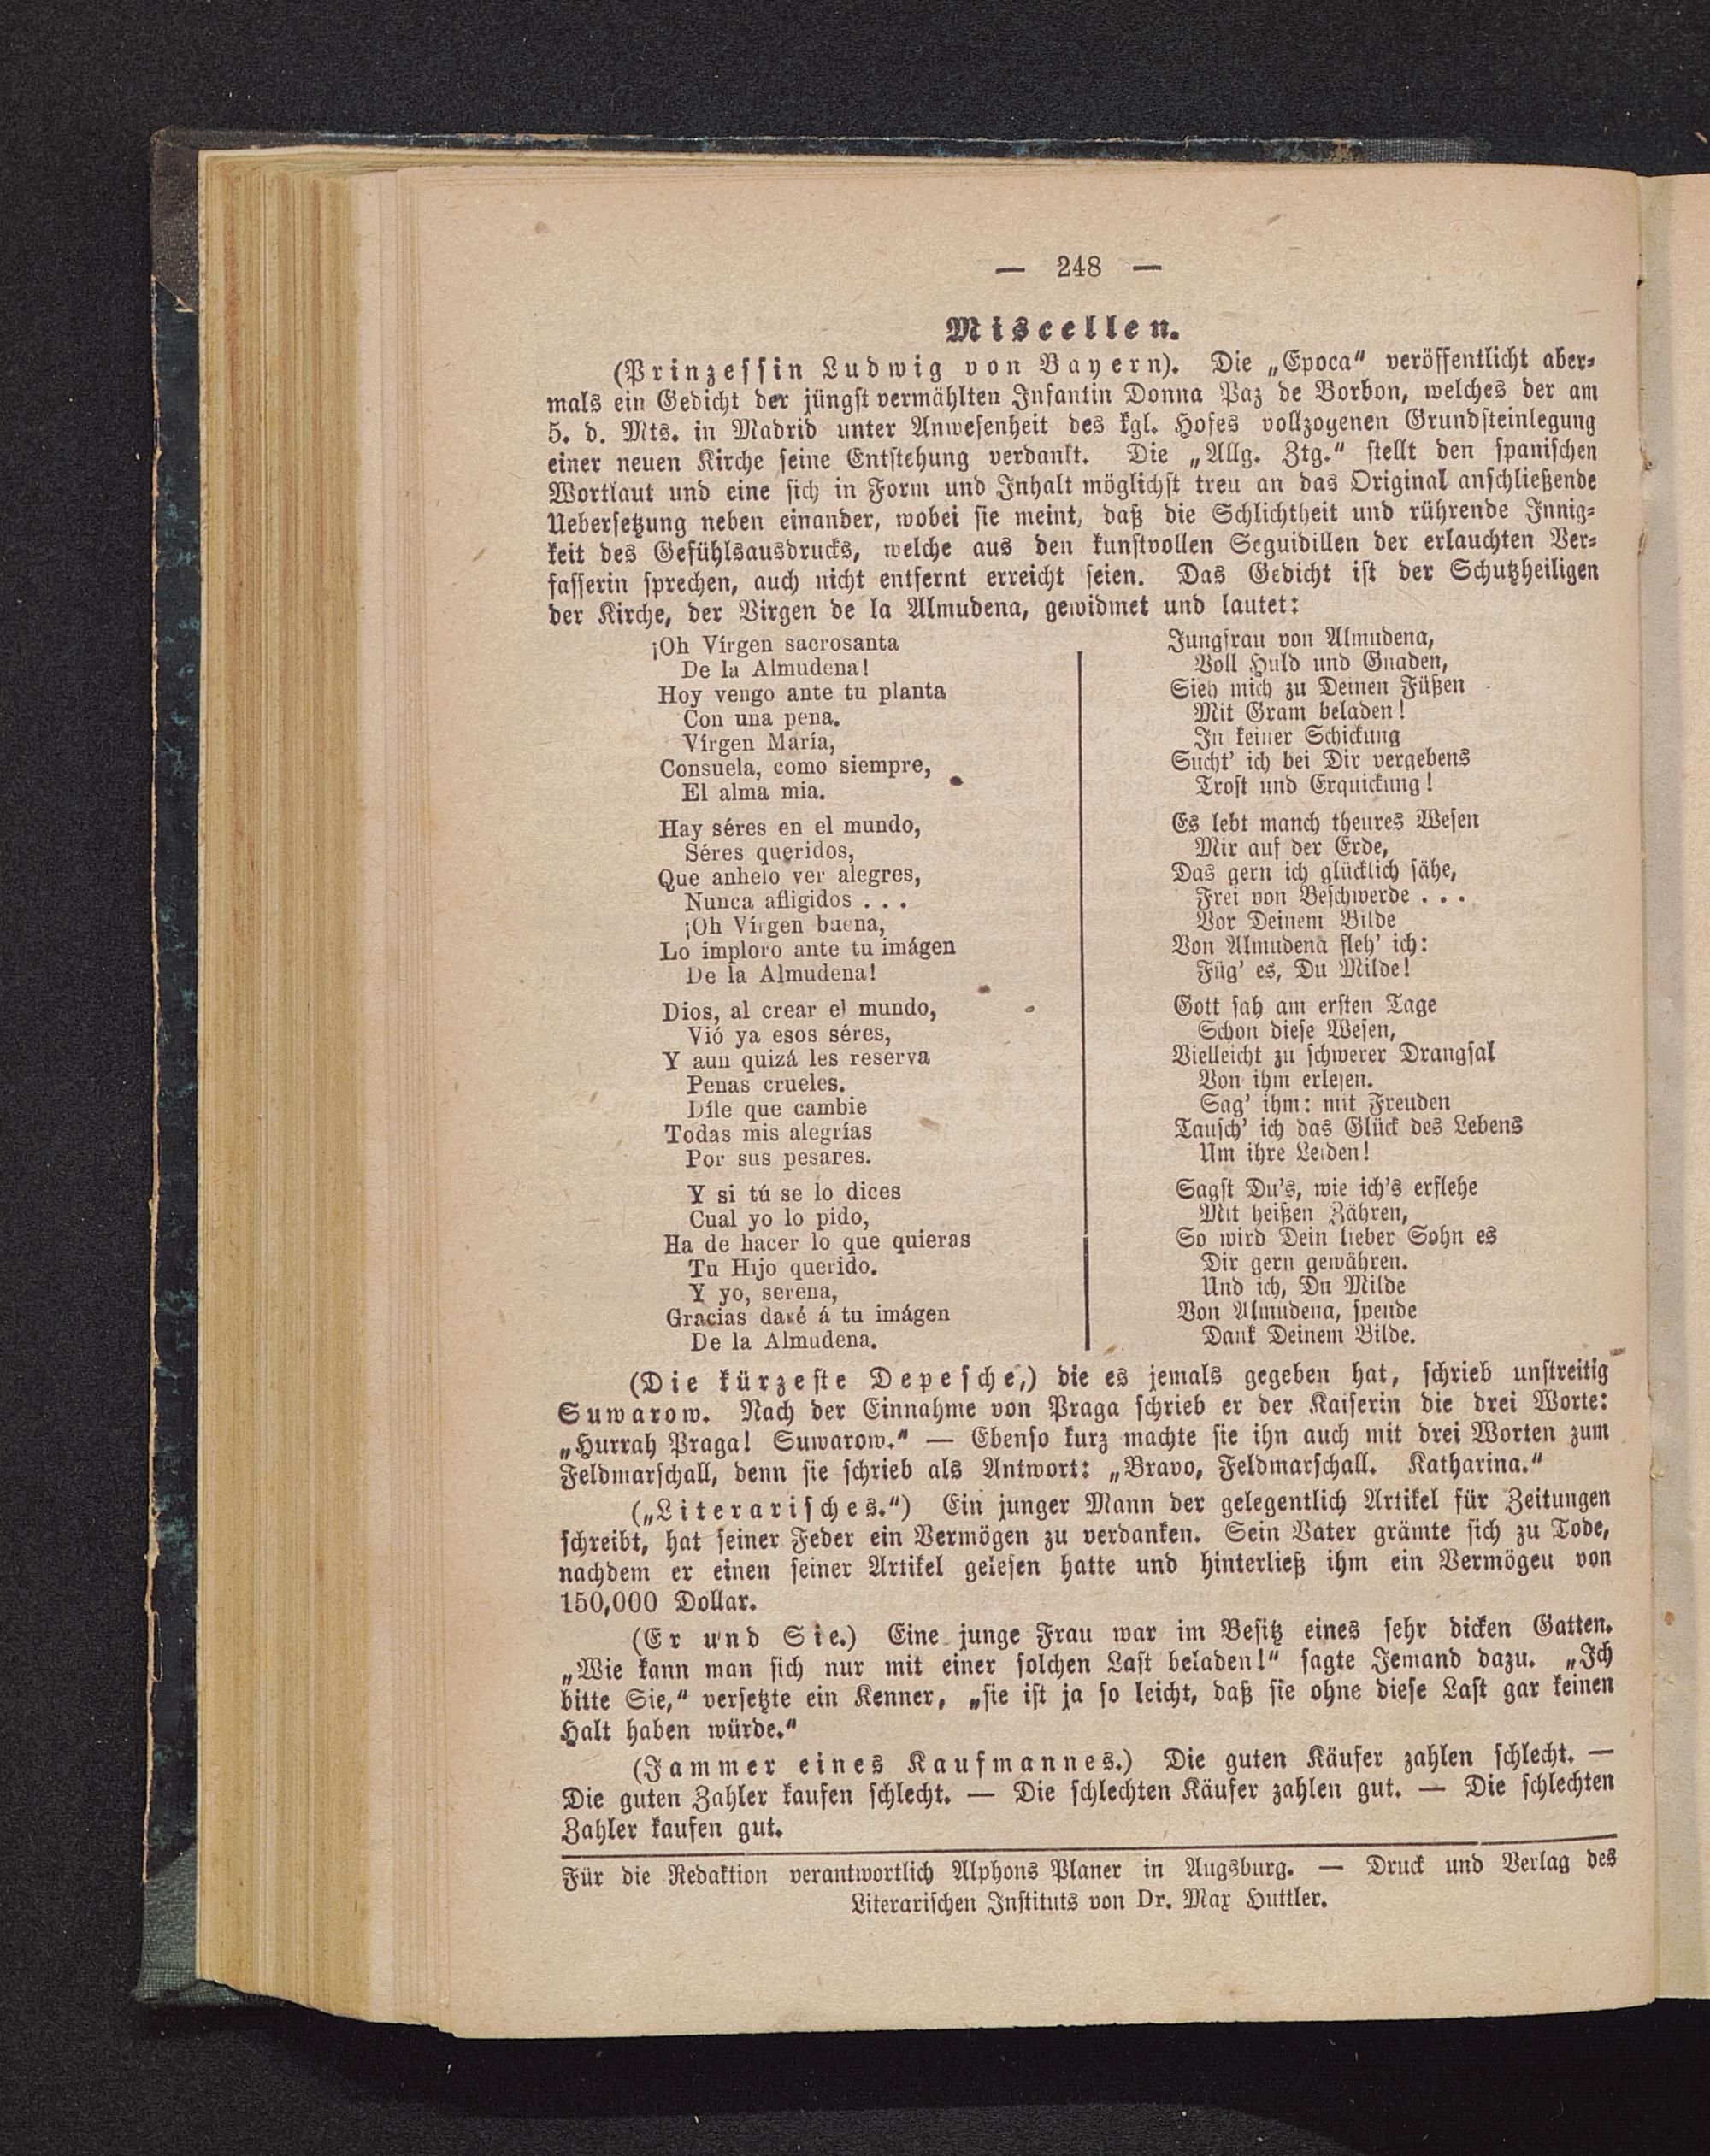 — 248 —
Miscellen.
(Prinzessin Ludwig von Bayern). Die „Epoca“ veröffentlicht aber-
mals ein Gedicht der jüngst vermählten Infantin Donna Paz de Borbon, welches der am
5. d. Mts. in Madrid unter Anwesenheit des kgl. Hofes vollzogenen Grundsteinlegung
einer neuen Kirche seine Entstehung verdankt. Die „Allg. Ztg.“ stellt den spanischen
Wortlaut und eine sich in Form und Inhalt möglichst treu an das Original anschließende
Uebersetzung neben einander, wobei sie meint, daß die Schlichtheit und rührende Innig-
keit des Gefühlsausdrucks, welche aus den kunstvollen Seguidillen der erlauchten Ver-
fasserin sprechen, auch nicht entfernt erreicht seien. Das Gedicht ist der Schutzheiligen
der Kirche, der Virgen de la Almudena, gewidmet und lautet:
¡Oh Vírgen sacrosanta
De la Almudena!
Hoy vengo ante tu planta
Con una pena.
Vírgen María,
Consuela, como siempre,
El alma mia.
Hay séres en el mundo,
Séres queridos,
Que anhelo ver alegres,
Nunca afligidos . . .
¡Oh Vírgen buena,
Lo imploro ante tu imágen
De la Almudena!
Dios, al crear el mundo,
Vió ya esos séres,
Y aun quizá les reserva
Penas crueles.
Díle que cambie
Todas mis alegrías
Por sus pesares.
Y si tú se lo dices
Cual yo lo pido,
Ha de hacer lo que quieras
Tu Hijo querido.
Y yo, serena,
Gracias daré á tu imágen
De la Almudena.
Jungfrau von Almudena,
Voll Huld und Gnaden,
Sieh mich zu Deinen Füßen
Mit Gram beladen!
In keiner Schickung
Sucht' ich bei Dir vergebens
Trost und Erquickung!
Es lebt manch theures Wesen
Mir auf der Erde,
Das gern ich glücklich sähe,
Frei von Beschwerde . . .
Vor Deinem Bilde
Von Almudena fleh' ich:
Füg' es, Du Milde!
Gott sah am ersten Tage
Schon diese Wesen,
Vielleicht zu schwerer Drangsal
Von ihm erlesen.
Sag' ihm: mit Freuden
Tausch' ich das Glück des Lebens
Um ihre Leiden!
Sagst Du's, wie ich's erflehe
Mit heißen Zähren,
So wird Dein lieber Sohn es
Dir gern gewähren.
Und ich, Du Milde
Von Almudena, spende
Dank Deinem Bilde.
(Die kürzeste Depesche,) die es jemals gegeben hat, schrieb unstreitig
Suwarow. Nach der Einnahme von Praga schrieb er der Kaiserin die drei Worte:
„Hurrah Praga! Suwarow.“ — Ebenso kurz machte sie ihn auch mit drei Worten zum
Feldmarschall, denn sie schrieb als Antwort: „Bravo, Feldmarschall. Katharina.“
(„Literarisches.“) Ein junger Mann der gelegentlich Artikel für Zeitungen
schreibt, hat seiner Feder ein Vermögen zu verdanken. Sein Vater grämte sich zu Tode,
nachdem er einen seiner Artikel gelesen hatte und hinterließ ihm ein Vermögeu von
150,000 Dollar.
(Er und Sie.) Eine junge Frau war im Besitz eines sehr dicken Gatten.
„Wie kann man sich nur mit einer solchen Last beladen!“ sagte Jemand dazu. „Ich
bitte Sie,“ versetzte ein Kenner, „sie ist ja so leicht, daß sie ohne diese Last gar keinen
Halt haben würde.“
(Jammer eines Kaufmannes.) Die guten Käufer zahlen schlecht. —
Die guten Zahler kaufen schlecht. — Die schlechten Käufer zahlen gut. — Die schlechten
Zahler kaufen gut.
Für die Redaktion verantwortlich Alphons Planer in Augsburg. — Druck und Verlag des
Literarischen Instituts von Dr. Max Huttler.